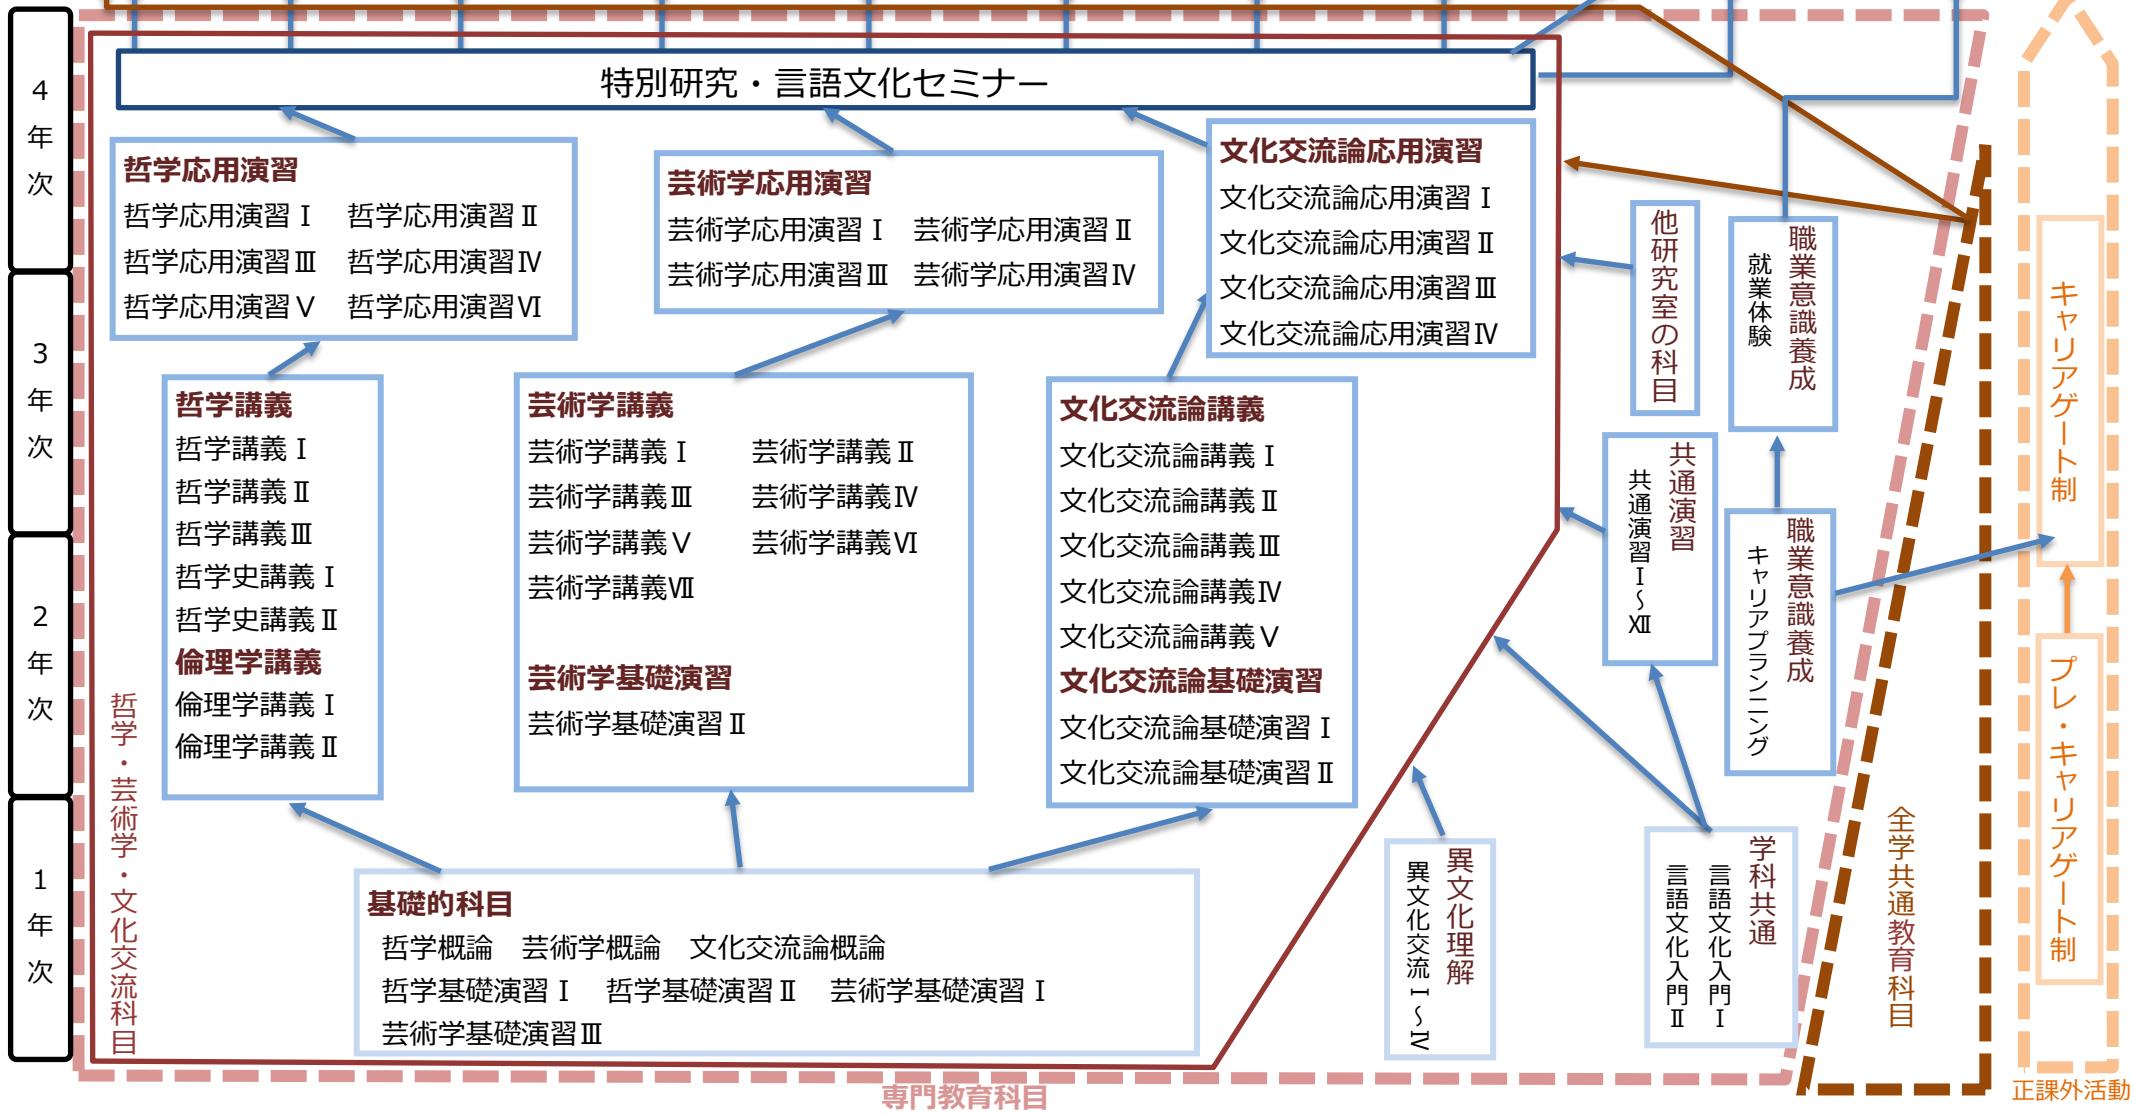 4年次
3年次
2年次
1年次
特別研究・言語文化セミナー
哲学応用演習
哲学応用演習Ⅰ　哲学応用演習Ⅱ
哲学応用演習Ⅲ　哲学応用演習Ⅳ
哲学応用演習Ⅴ　哲学応用演習Ⅵ
芸術学応用演習
芸術学応用演習Ⅰ　芸術学応用演習Ⅱ
芸術学応用演習Ⅲ　芸術学応用演習Ⅳ
文化交流論応用演習
文化交流論応用演習Ⅰ
文化交流論応用演習Ⅱ
文化交流論応用演習Ⅲ
文化交流論応用演習Ⅳ
哲学講義
哲学講義Ⅰ
哲学講義Ⅱ
哲学講義Ⅲ
哲学史講義Ⅰ
哲学史講義Ⅱ
倫理学講義
倫理学講義Ⅰ
倫理学講義Ⅱ
芸術学講義
芸術学講義Ⅰ　芸術学講義Ⅱ
芸術学講義Ⅲ　芸術学講義Ⅳ
芸術学講義Ⅴ　芸術学講義Ⅵ
芸術学講義Ⅶ
芸術学基礎演習
芸術学基礎演習Ⅱ
文化交流論講義
文化交流論講義Ⅰ
文化交流論講義Ⅱ
文化交流論講義Ⅲ
文化交流論講義Ⅳ
文化交流論講義Ⅴ
文化交流論基礎演習
文化交流論基礎演習Ⅰ
文化交流論基礎演習Ⅱ
基礎的科目
哲学概論　芸術学概論　文化交流論概論
哲学基礎演習Ⅰ　哲学基礎演習Ⅱ　芸術学基礎演習Ⅰ
芸術学基礎演習Ⅲ
哲学・芸術学・文化交流科目
他研究室の科目
職業意識養成
就業体験
共通演習
共通演習Ⅰ～Ⅻ
職業意識養成
キャリアプランニング
異文化理解
異文化交流Ⅰ～Ⅳ
学科共通
言語文化入門Ⅰ
言語文化入門Ⅱ
全学共通教育科目
キャリアゲート制
プレ・キャリアゲート制
専門教育科目
正課外活動